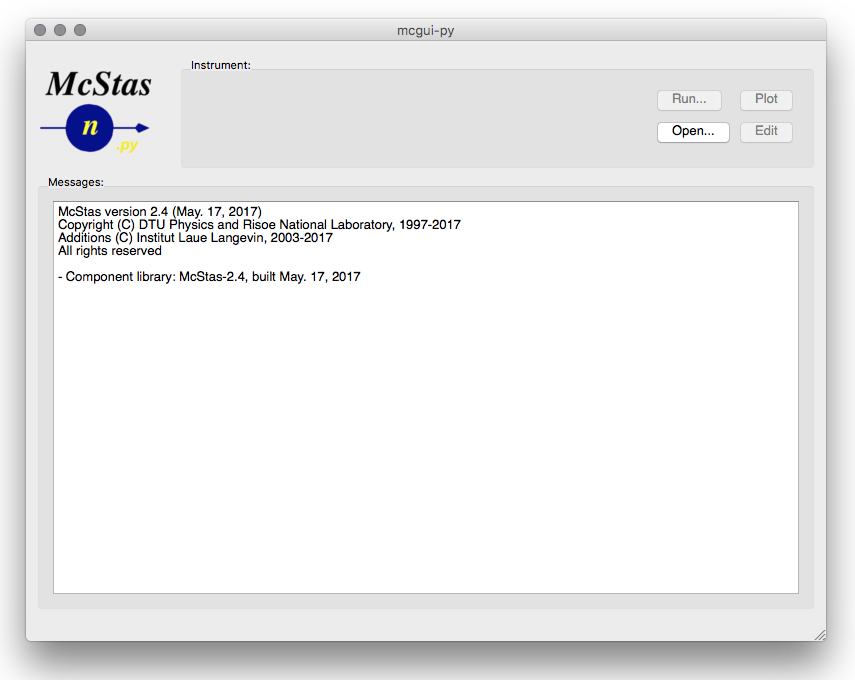 mcgui-py
McStas
n
.py
Instrument:
Run...
Plot
Open...
Edit
Messages:
McStas version 2.4 (May. 17, 2017)
Copyright (C) DTU Physics and Risoe National Laboratory, 1997-2017
Additions (C) Institut Laue Langevin, 2003-2017
All rights reserved
- Component library: McStas-2.4, built May. 17, 2017